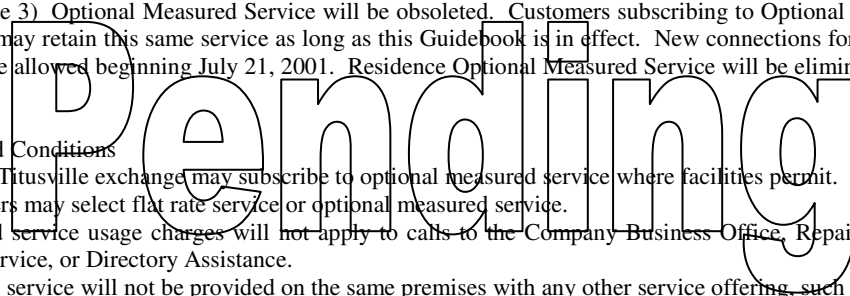 e 3) Optional Measured Service will be obsoleted. Customers subscribing to Optional
may retain this same service as long as this Guidebook is in effect. New connections for
e allowed beginning July 21, 2001. Residence Optional Measured Service will be elimin
Pending
d Conditions
Titusville exchange may subscribe to optional measured service where facilities permit.
rs may select flat rate service or optional measured service.
d service usage charges will not apply to calls to the Company Business Office, Repai
rvice, or Directory Assistance.
service will not be provided on the same premises with any other service offering, such